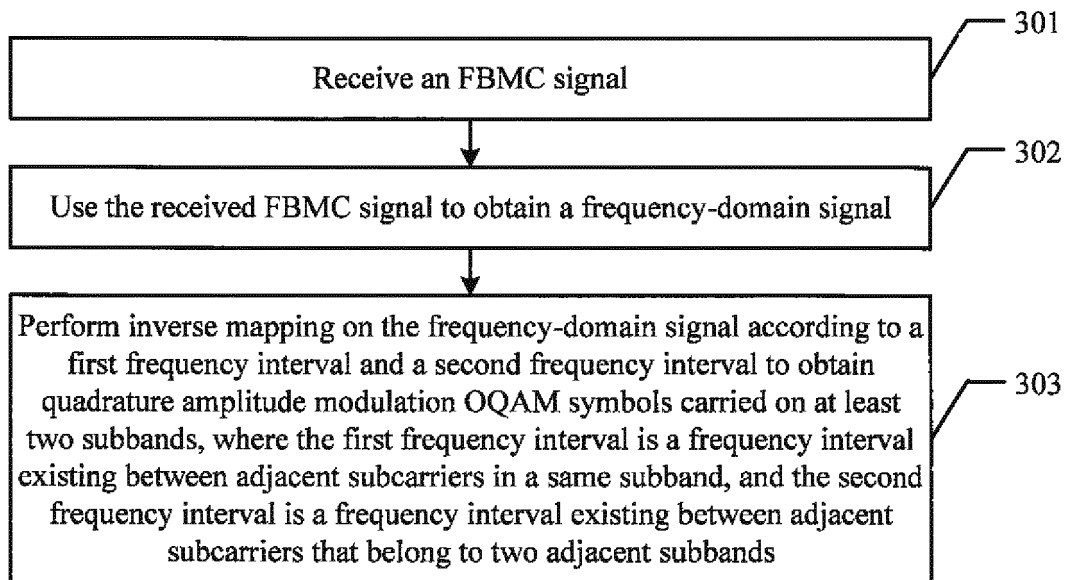 301
Receive an FBMC signal
302
Use the received FBMC signal to obtain a frequency-domain signal
Perform inverse mapping on the frequency-domain signal according to a
first frequency interval and a second frequency interval to obtain
quadrature amplitude modulation OQAM symbols carried on at least
two subbands, where the first frequency interval is a frequency interval
existing between adjacent subcarriers in a same subband, and the second
frequency interval is a frequency interval existing between adjacent
subcarriers that belong to two adjacent subbands
303